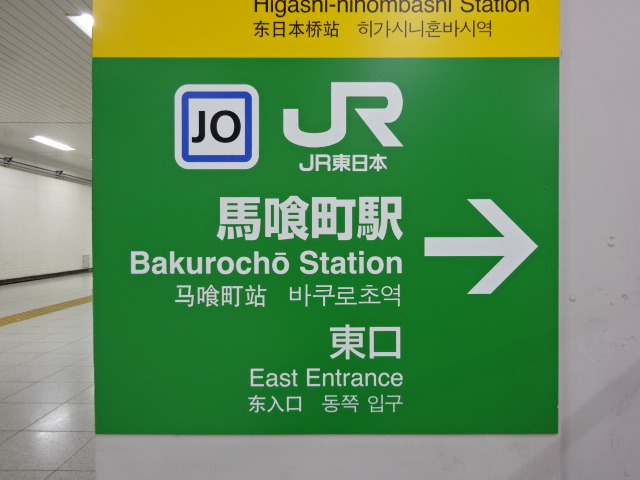 Higashi-nihombashi Station
东日本桥站 히가시니혼바시역
JO JR
JR東日本
馬喰町駅
Bakurochō Station
马喰町站 바쿠로초역
東口
East Entrance
东入口 동쪽 입구